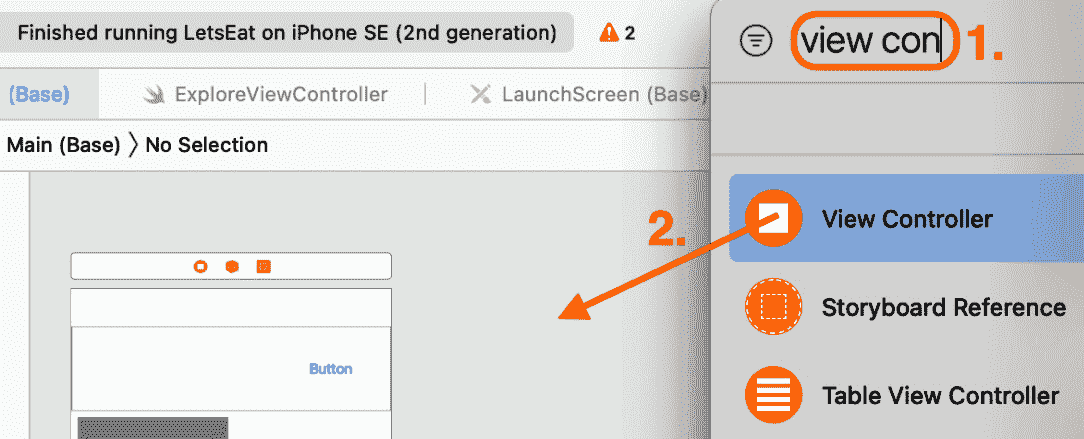 Finished running LetsEat on iPhone SE (2nd generation)
2
view con
1.
(Base)
ExploreViewController
LaunchScreen (Base)
Main (Base) 〉 No Selection
2.
View Controller
Storyboard Reference
Button
Table View Controller